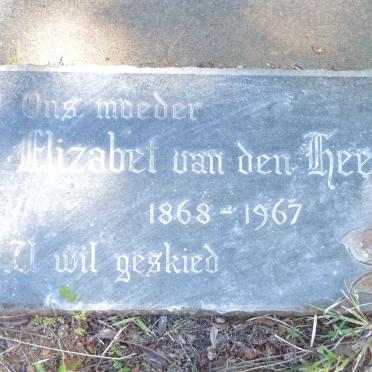 Ons moeder
Elizabet van den Hee
1868 - 1967
U wil geskied